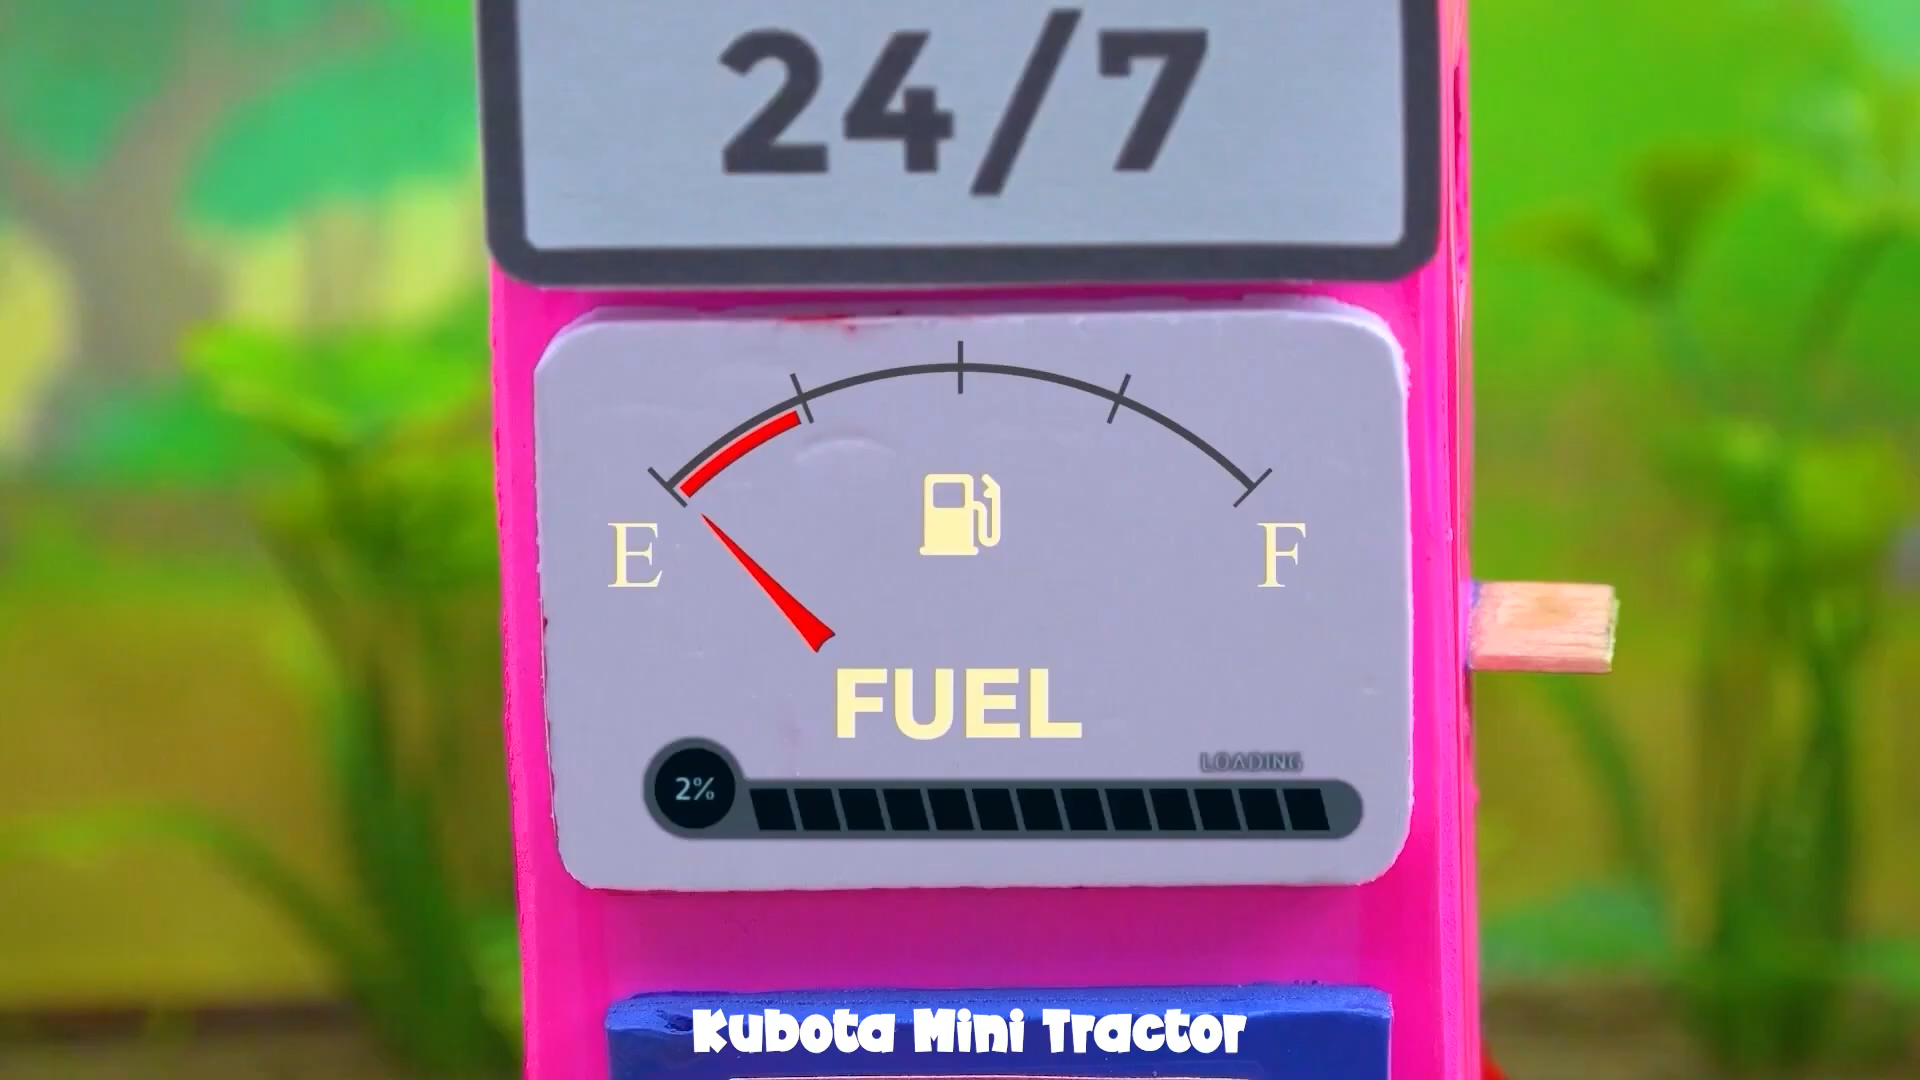 24/7
E
F
FUEL
LOADING
2%
Kubota Mini Tractor